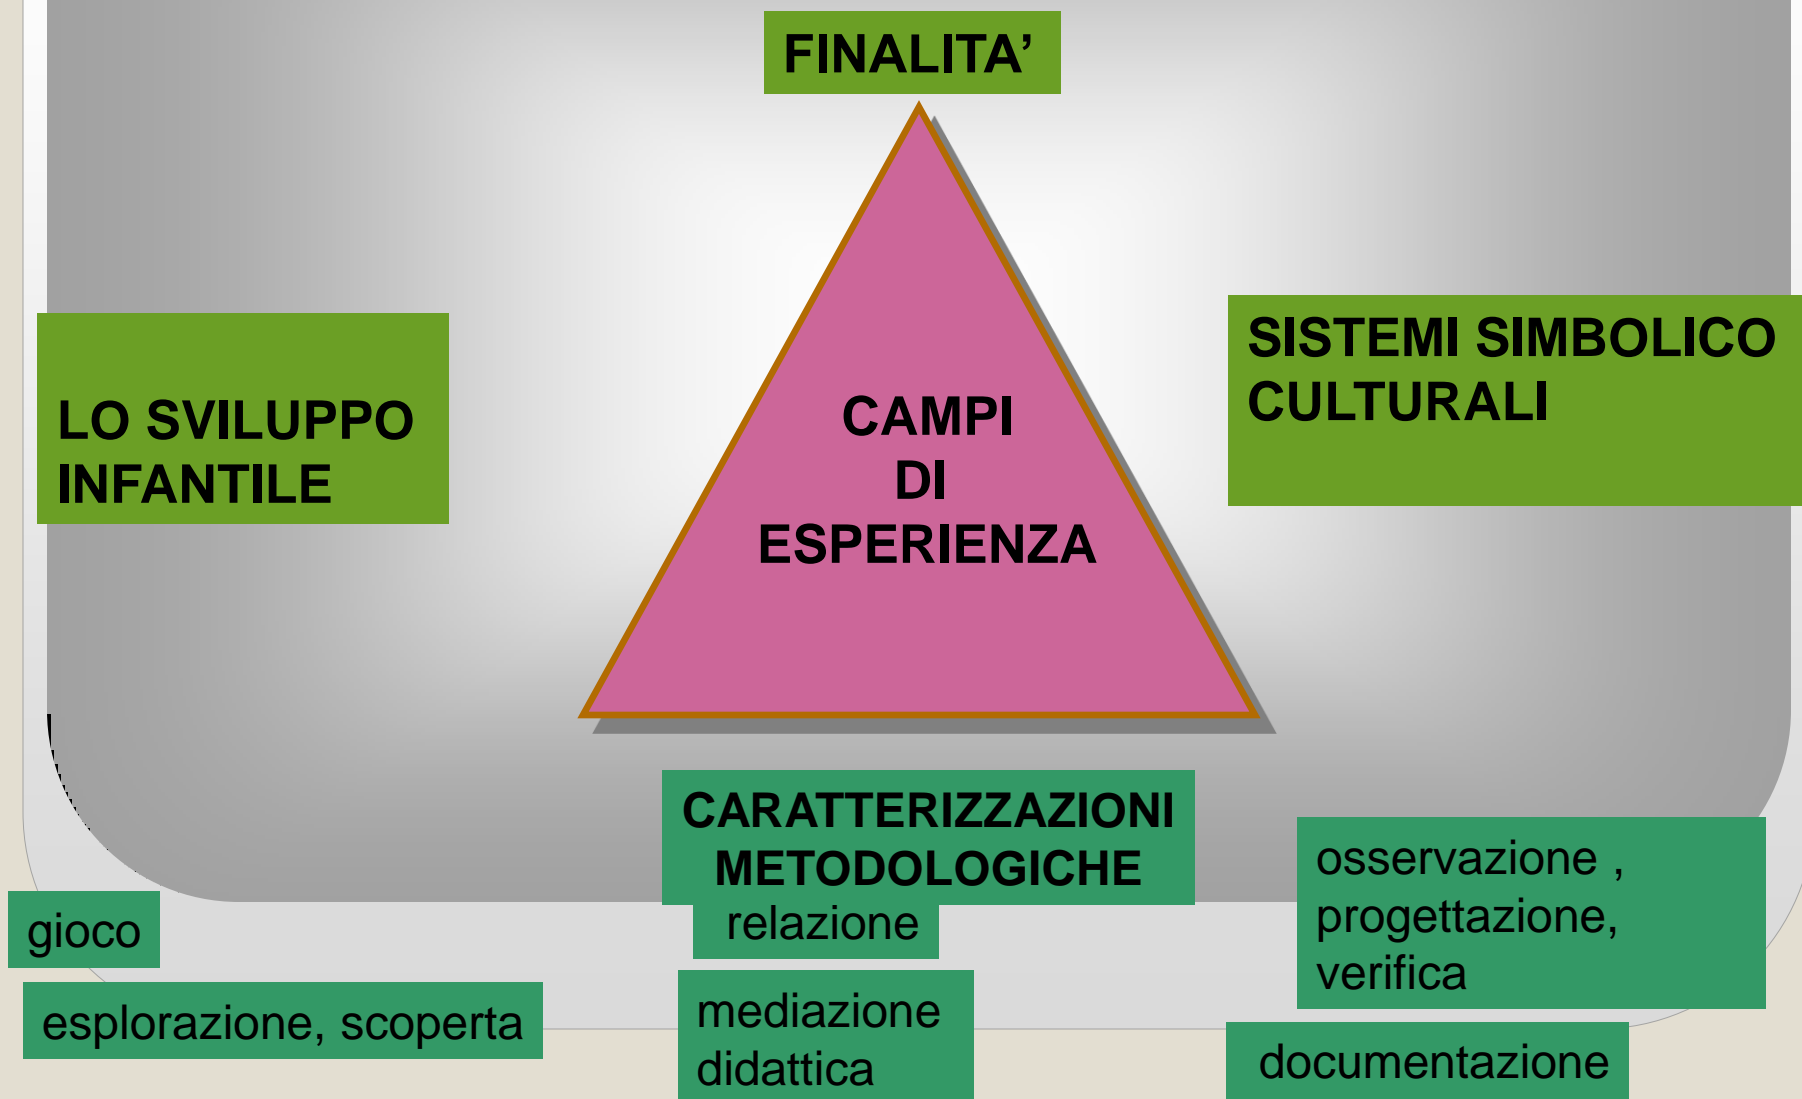 FINALITA’
LO SVILUPPO
INFANTILE
CAMPI
DI
ESPERIENZA
SISTEMI SIMBOLICO
CULTURALI
CARATTERIZZAZIONI
METODOLOGICHE
gioco
esplorazione, scoperta
relazione
mediazione
didattica
osservazione ,
progettazione,
verifica
documentazione